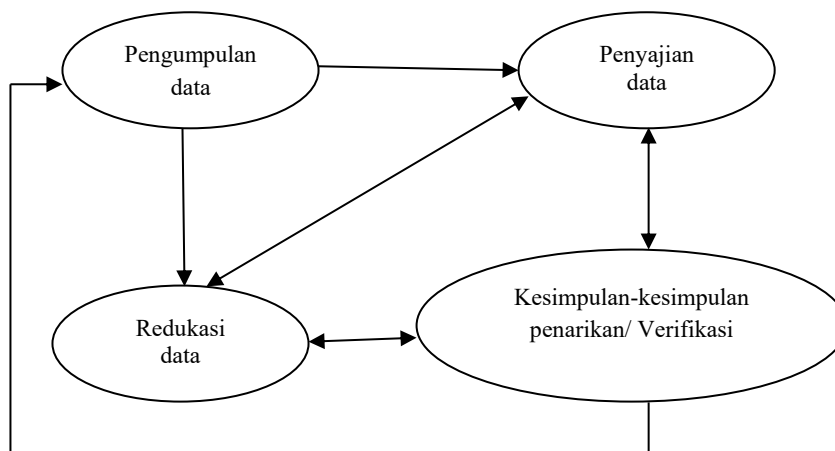 Pengumpulan
data
Penyajian
data
Redukasi
data
Kesimpulan-kesimpulan
penarikan/ Verifikasi